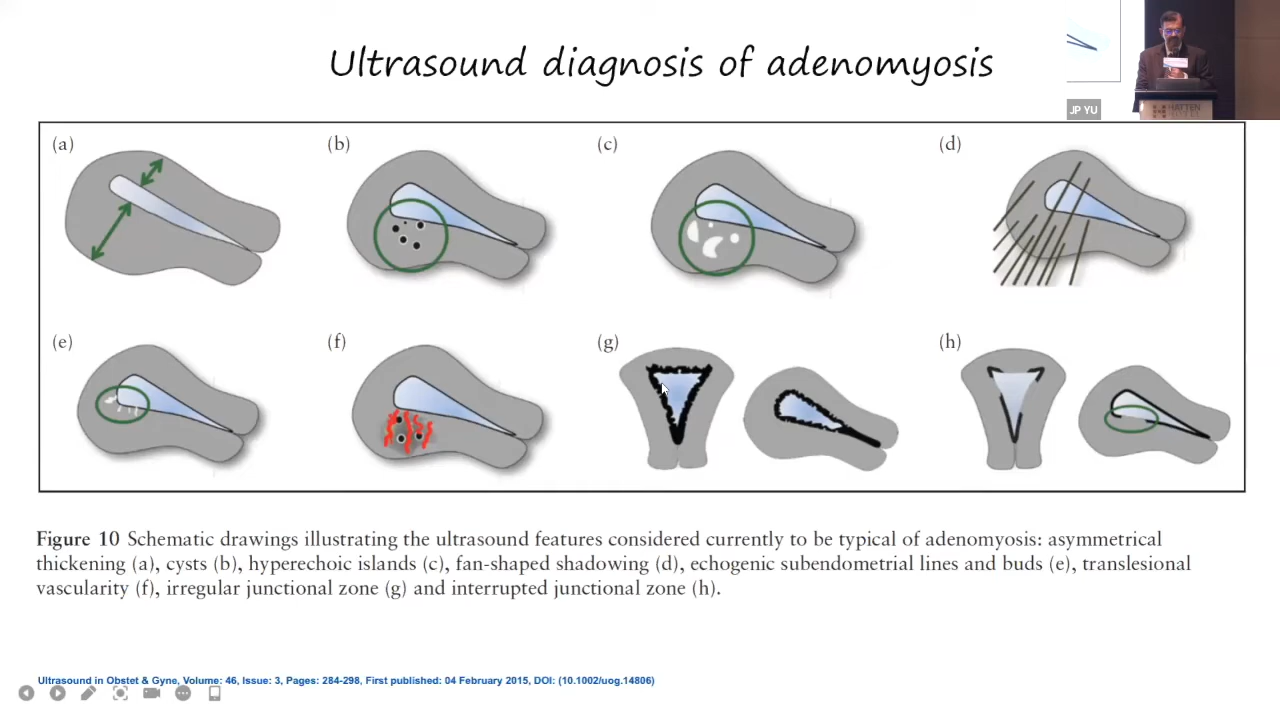 Ultrasound diagnosis of adenomyosis
JP YU
HATTEN
(a)
(b)
(c)
(d)
(e)
(f)
(g)
(h)
Figure 10 Schematic drawings illustrating the ultrasound features considered currently to be typical of adenomyosis: asymmetrical
thickening (a), cysts (b), hyperechoic islands (c), fan-shaped shadowing (d), echogenic subendometrial lines and buds (e), translesional
vascularity (f), irregular junctional zone (g) and interrupted junctional zone (h).
Ultrasound in Obstet & Gyne, Volume: 46, Issue: 3, Pages: 284-298, First published: 04 February 2015, DOI: (10.1002/uog.14806)